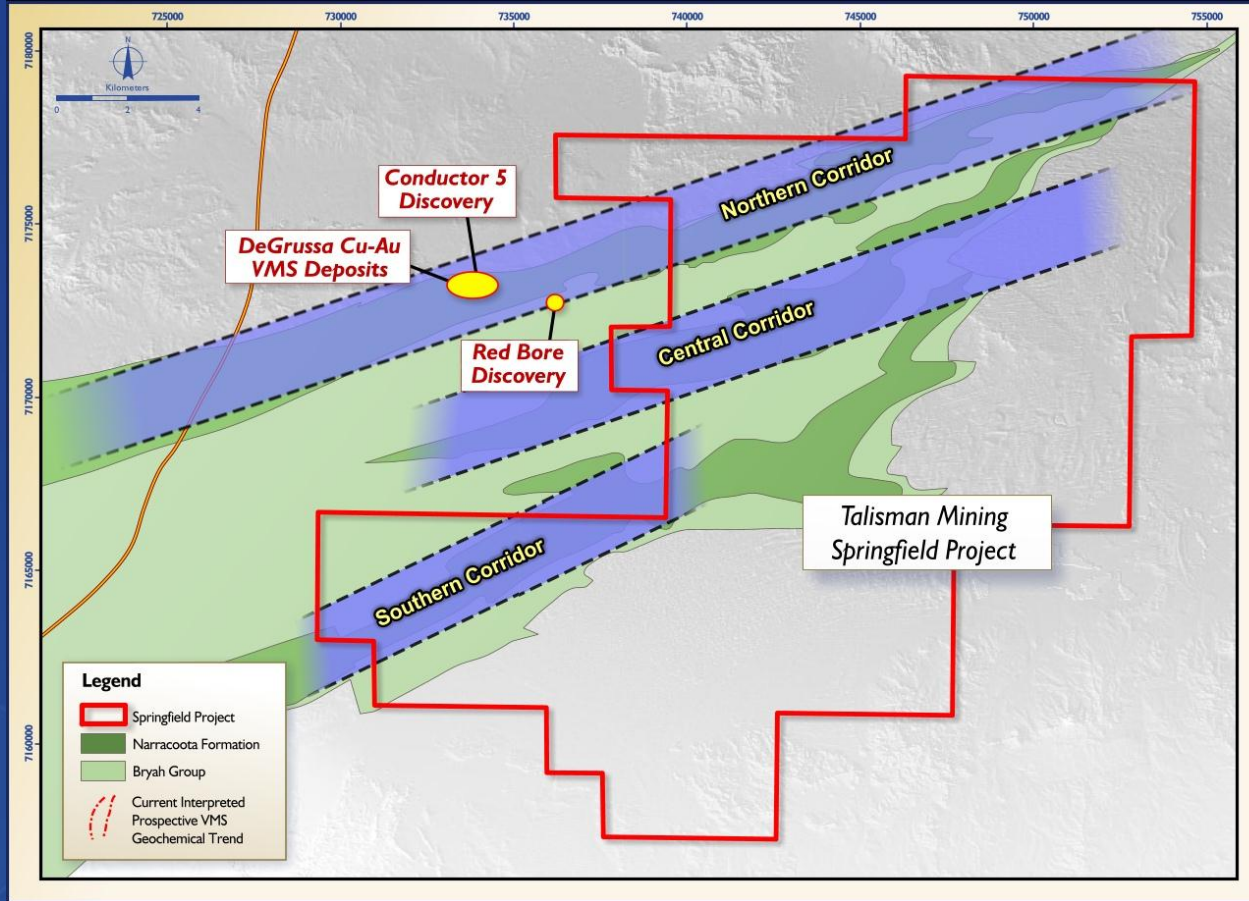 725000
730000
735000
740000
745000
750000
755000
7180000
7175000
7170000
7165000
7160000
N
Kilometers
0 2 4
Conductor 5
Discovery
DeGrussa Cu-Au
VMS Deposits
Red Bore
Discovery
Northern Corridor
Central Corridor
Southern Corridor
Talisman Mining
Springfield Project
Legend
Springfield Project
Narracoota Formation
Bryah Group
Current Interpreted
Prospective VMS
Geochemical Trend